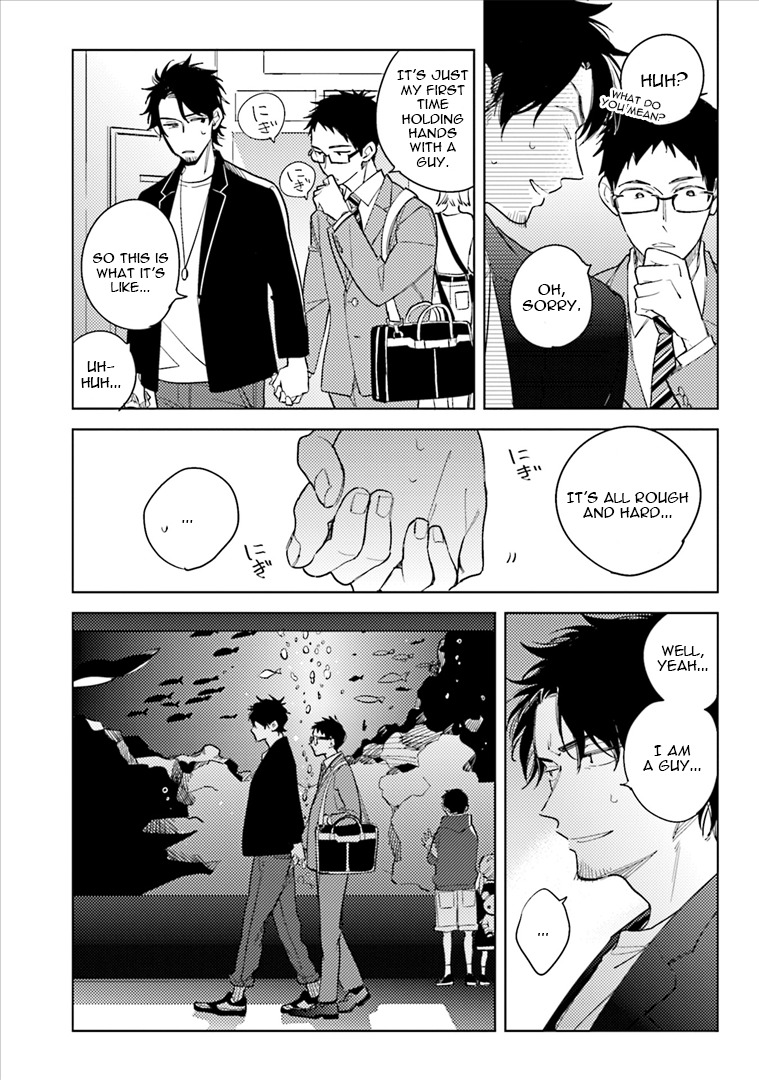 HUH?
WHAT DO
YOU MEAN?
OH,
SORRY.
IT'S JUST
MY FIRST
TIME
HOLDING
HANDS
WITH A
GUY.
にぎ
にぎ
SO THIS IS
WHAT IT'S
LIKE...
UH-
HUH...
IT'S ALL ROUGH
AND HARD...
にぎ
にぎ
...
WELL,
YEAH...
I AM
A GUY...
...